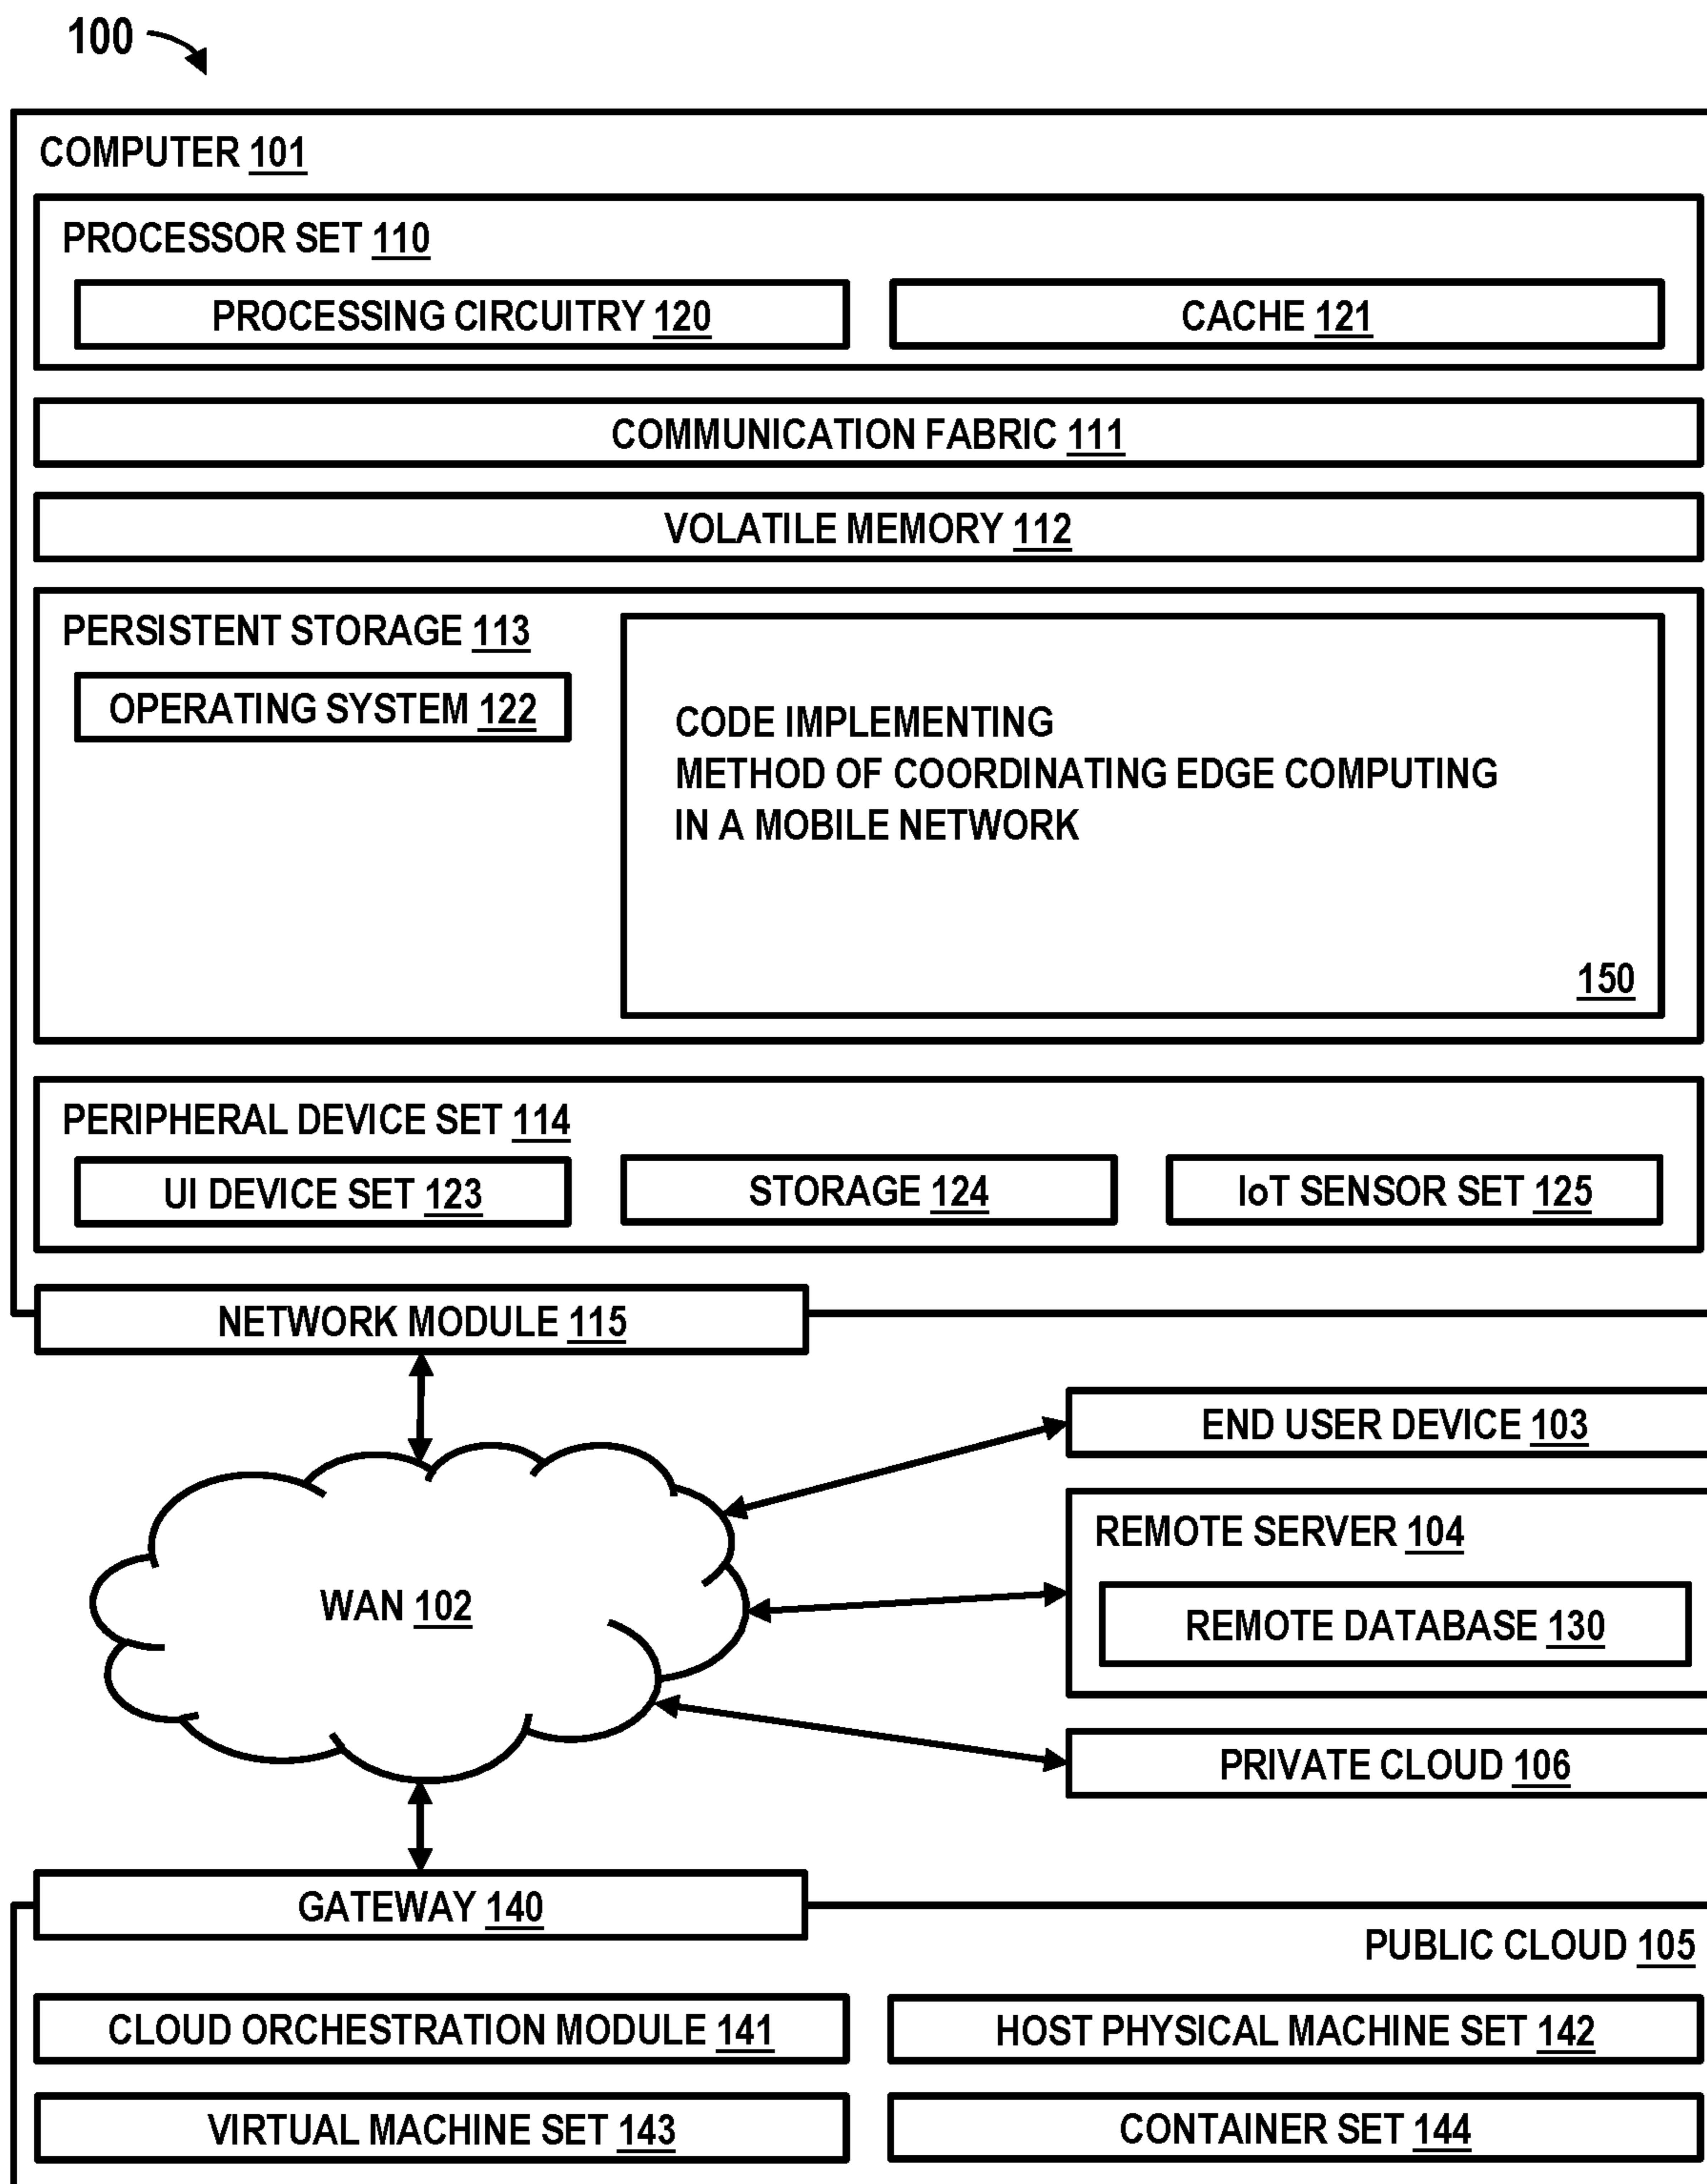 100
COMPUTER 101
PROCESSOR SET 110
PROCESSING CIRCUITRY 120
CACHE 121
COMMUNICATION FABRIC 111
VOLATILE MEMORY 112
PERSISTENT STORAGE 113
OPERATING SYSTEM 122
CODE IMPLEMENTING
METHOD OF COORDINATING EDGE COMPUTING
IN A MOBILE NETWORK
150
PERIPHERAL DEVICE SET 114
UI DEVICE SET 123
STORAGE 124
IoT SENSOR SET 125
NETWORK MODULE 115
END USER DEVICE 103
REMOTE SERVER 104
WAN 102
REMOTE DATABASE 130
PRIVATE CLOUD 106
GATEWAY 140
PUBLIC CLOUD 105
CLOUD ORCHESTRATION MODULE 141
HOST PHYSICAL MACHINE SET 142
VIRTUAL MACHINE SET 143
CONTAINER SET 144